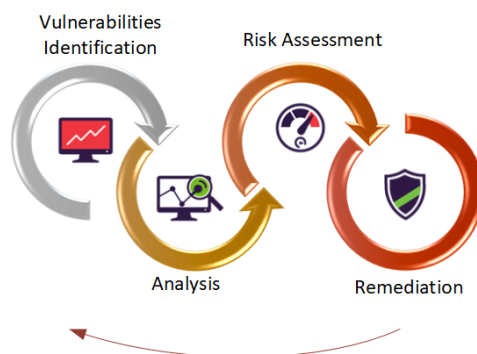 Vulnerabilities
Identification
Risk Assessment
Analysis
Remediation